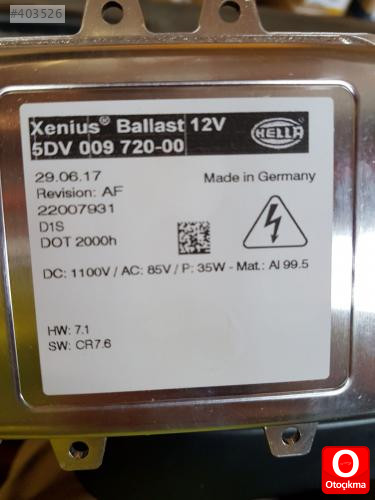 #403526
Xenius® Ballast 12V
5DV 009 720-00
HELLA
29.06.17
Made in Germany
Revision: AF
22007931
D1S
DOT 2000h
DC: 1100V / AC: 85V / P: 35W - Mat.: Al 99.5
HW: 7.1
SW: CR7.6
Otoçıkma